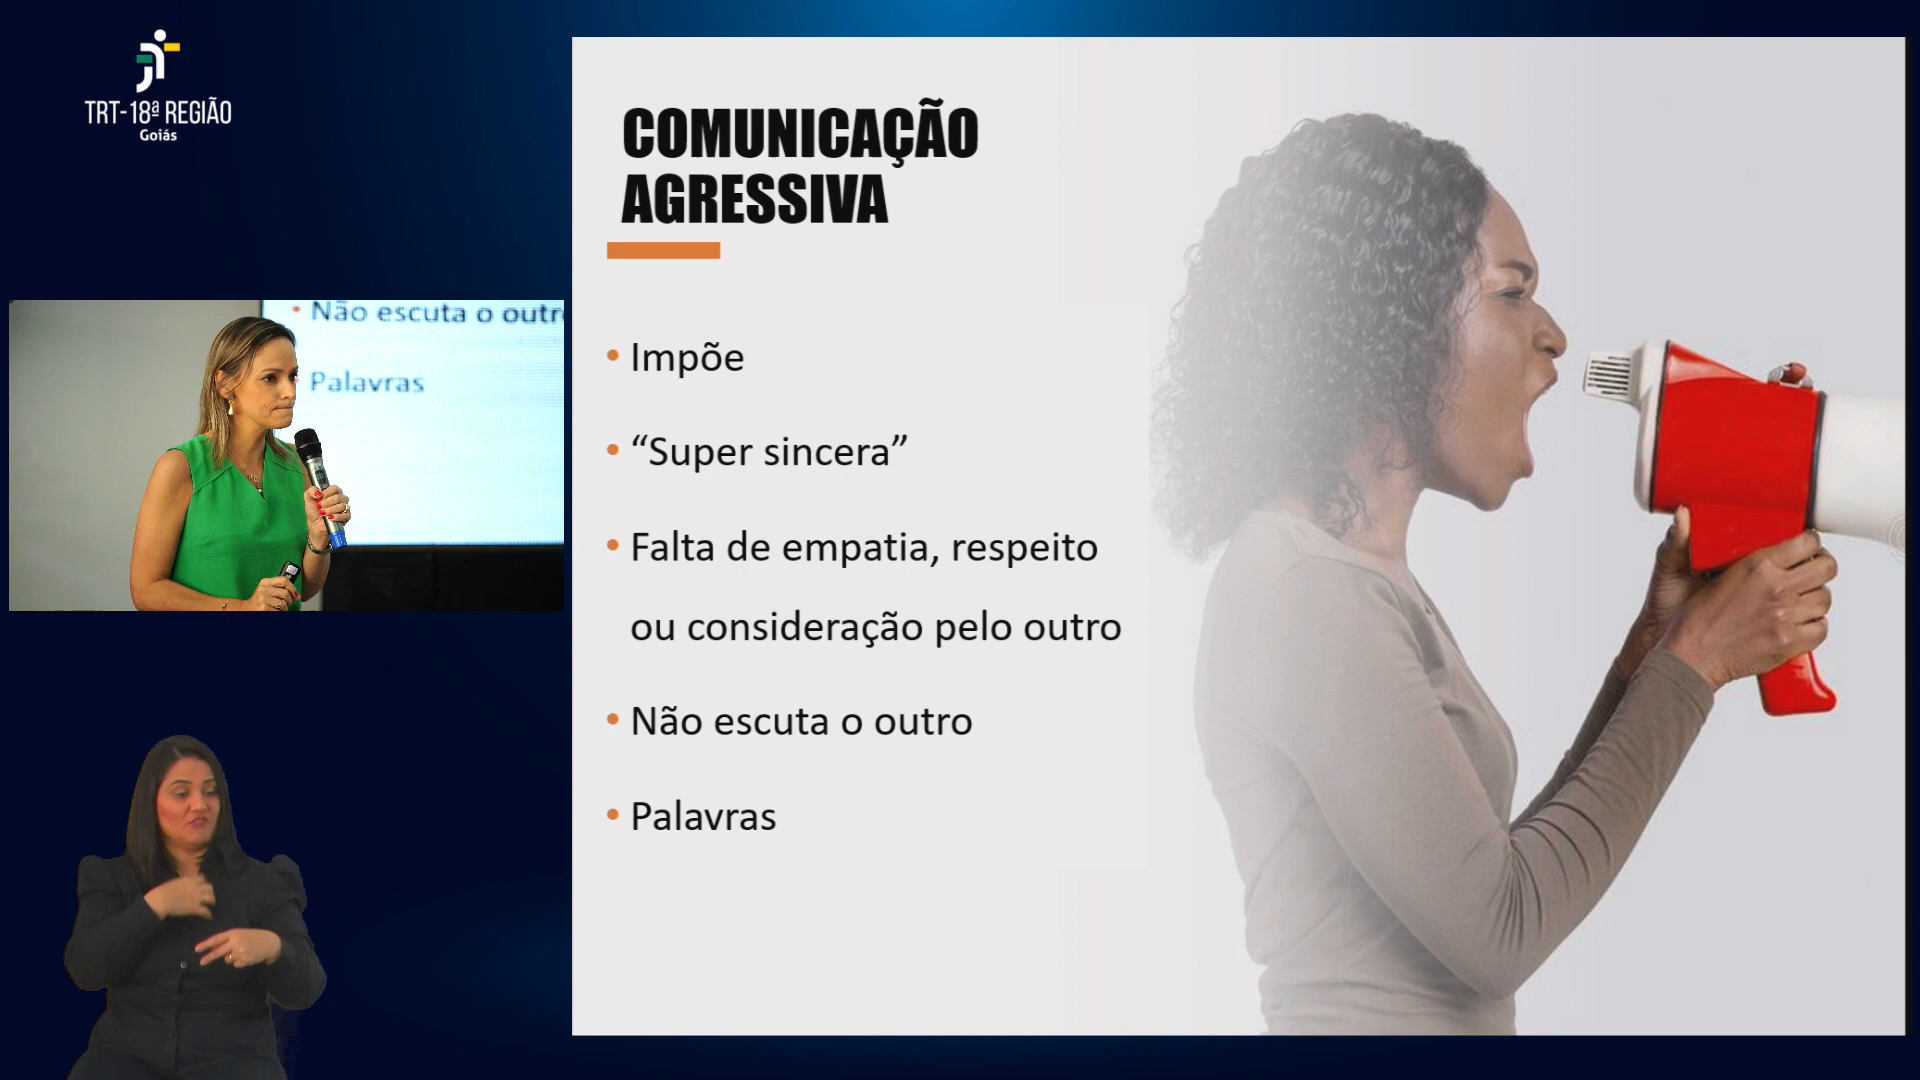 TRT-18ª REGIÃO
Goiás
COMUNICAÇÃO
AGRESSIVA
• Impõe
• “Super sincera”
• Falta de empatia, respeito
ou consideração pelo outro
• Não escuta o outro
• Palavras
• Não escuta o outr
Palavras